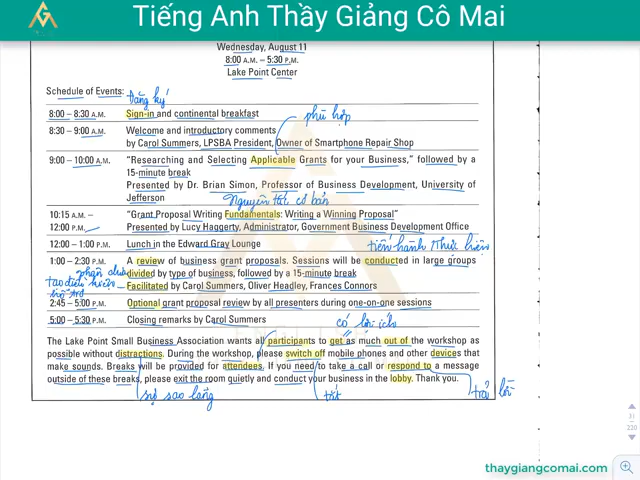 Tiếng Anh Thầy Giảng Cô Mai
Wednesday, August 11
8:00 A.M. – 5:30 P.M.
Lake Point Center
Schedule of Events:
Đăng ký
8:00 – 8:30 A.M. Sign-in and continental breakfast
phù hợp
8:30 – 9:00 A.M. Welcome and introductory comments
by Carol Summers, LPSBA President, Owner of Smartphone Repair Shop
9:00 – 10:00 A.M. “Researching and Selecting Applicable Grants for your Business,” followed by a
15-minute break
Presented by Dr. Brian Simon, Professor of Business Development, University of
Jefferson
Nguyên tắc cơ bản
10:15 A.M. – “Grant Proposal Writing Fundamentals: Writing a Winning Proposal”
12:00 P.M. Presented by Lucy Haggerty, Administrator, Government Business Development Office
12:00 – 1:00 P.M. Lunch in the Edward Gray Lounge
tiến hành thực hiện
1:00 – 2:30 P.M. A review of business grant proposals. Sessions will be conducted in large groups
phân chia
divided by type of business, followed by a 15-minute break
tạo điều kiện
Facilitated by Carol Summers, Oliver Headley, Frances Connors
hỗ trợ
2:45 – 5:00 P.M. Optional grant proposal review by all presenters during one-on-one sessions
5:00 – 5:30 P.M. Closing remarks by Carol Summers
có lợi ích
The Lake Point Small Business Association wants all participants to get as much out of the workshop as
possible without distractions. During the workshop, please switch off mobile phones and other devices that
make sounds. Breaks will be provided for attendees. If you need to take a call or respond to a message
outside of these breaks, please exit the room quietly and conduct your business in the lobby. Thank you.
sự sao lãng
tắt
trả lời
31
220
thaygiangcomai.com